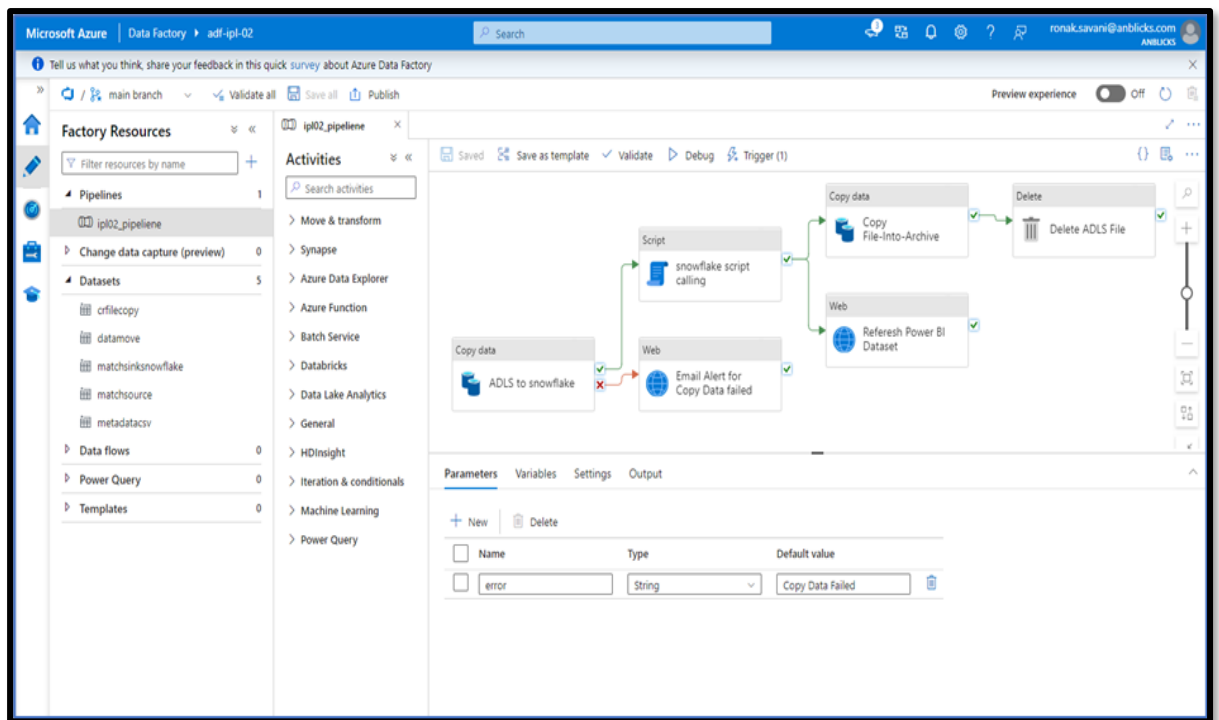 Microsoft Azure | Data Factory ▸ adf-ipl-02
Search
3
ronak.savani@anblicks.com
ANBLICKS
Tell us what you think, share your feedback in this quick survey about Azure Data Factory
/ main branch
Validate all
Save all
Publish
Preview experience
Off
Factory Resources
Filter resources by name
Pipelines 1
ipl02_pipeliene
Change data capture (preview) 0
Datasets 5
crfilecopy
datamove
matchsinksnowflake
matchsource
metadatacsv
Data flows 0
Power Query 0
Templates 0
ipl02_pipeliene
Activities
Search activities
Move & transform
Synapse
Azure Data Explorer
Azure Function
Batch Service
Databricks
Data Lake Analytics
General
HDInsight
Iteration & conditionals
Machine Learning
Power Query
Saved
Save as template
Validate
Debug
Trigger (1)
Copy data
ADLS to snowflake
Script
snowflake script
calling
Web
Email Alert for
Copy Data failed
Copy data
Copy
File-Into-Archive
Web
Referesh Power BI
Dataset
Delete
Delete ADLS File
Parameters Variables Settings Output
New
Delete
Name Type Default value
error String Copy Data Failed